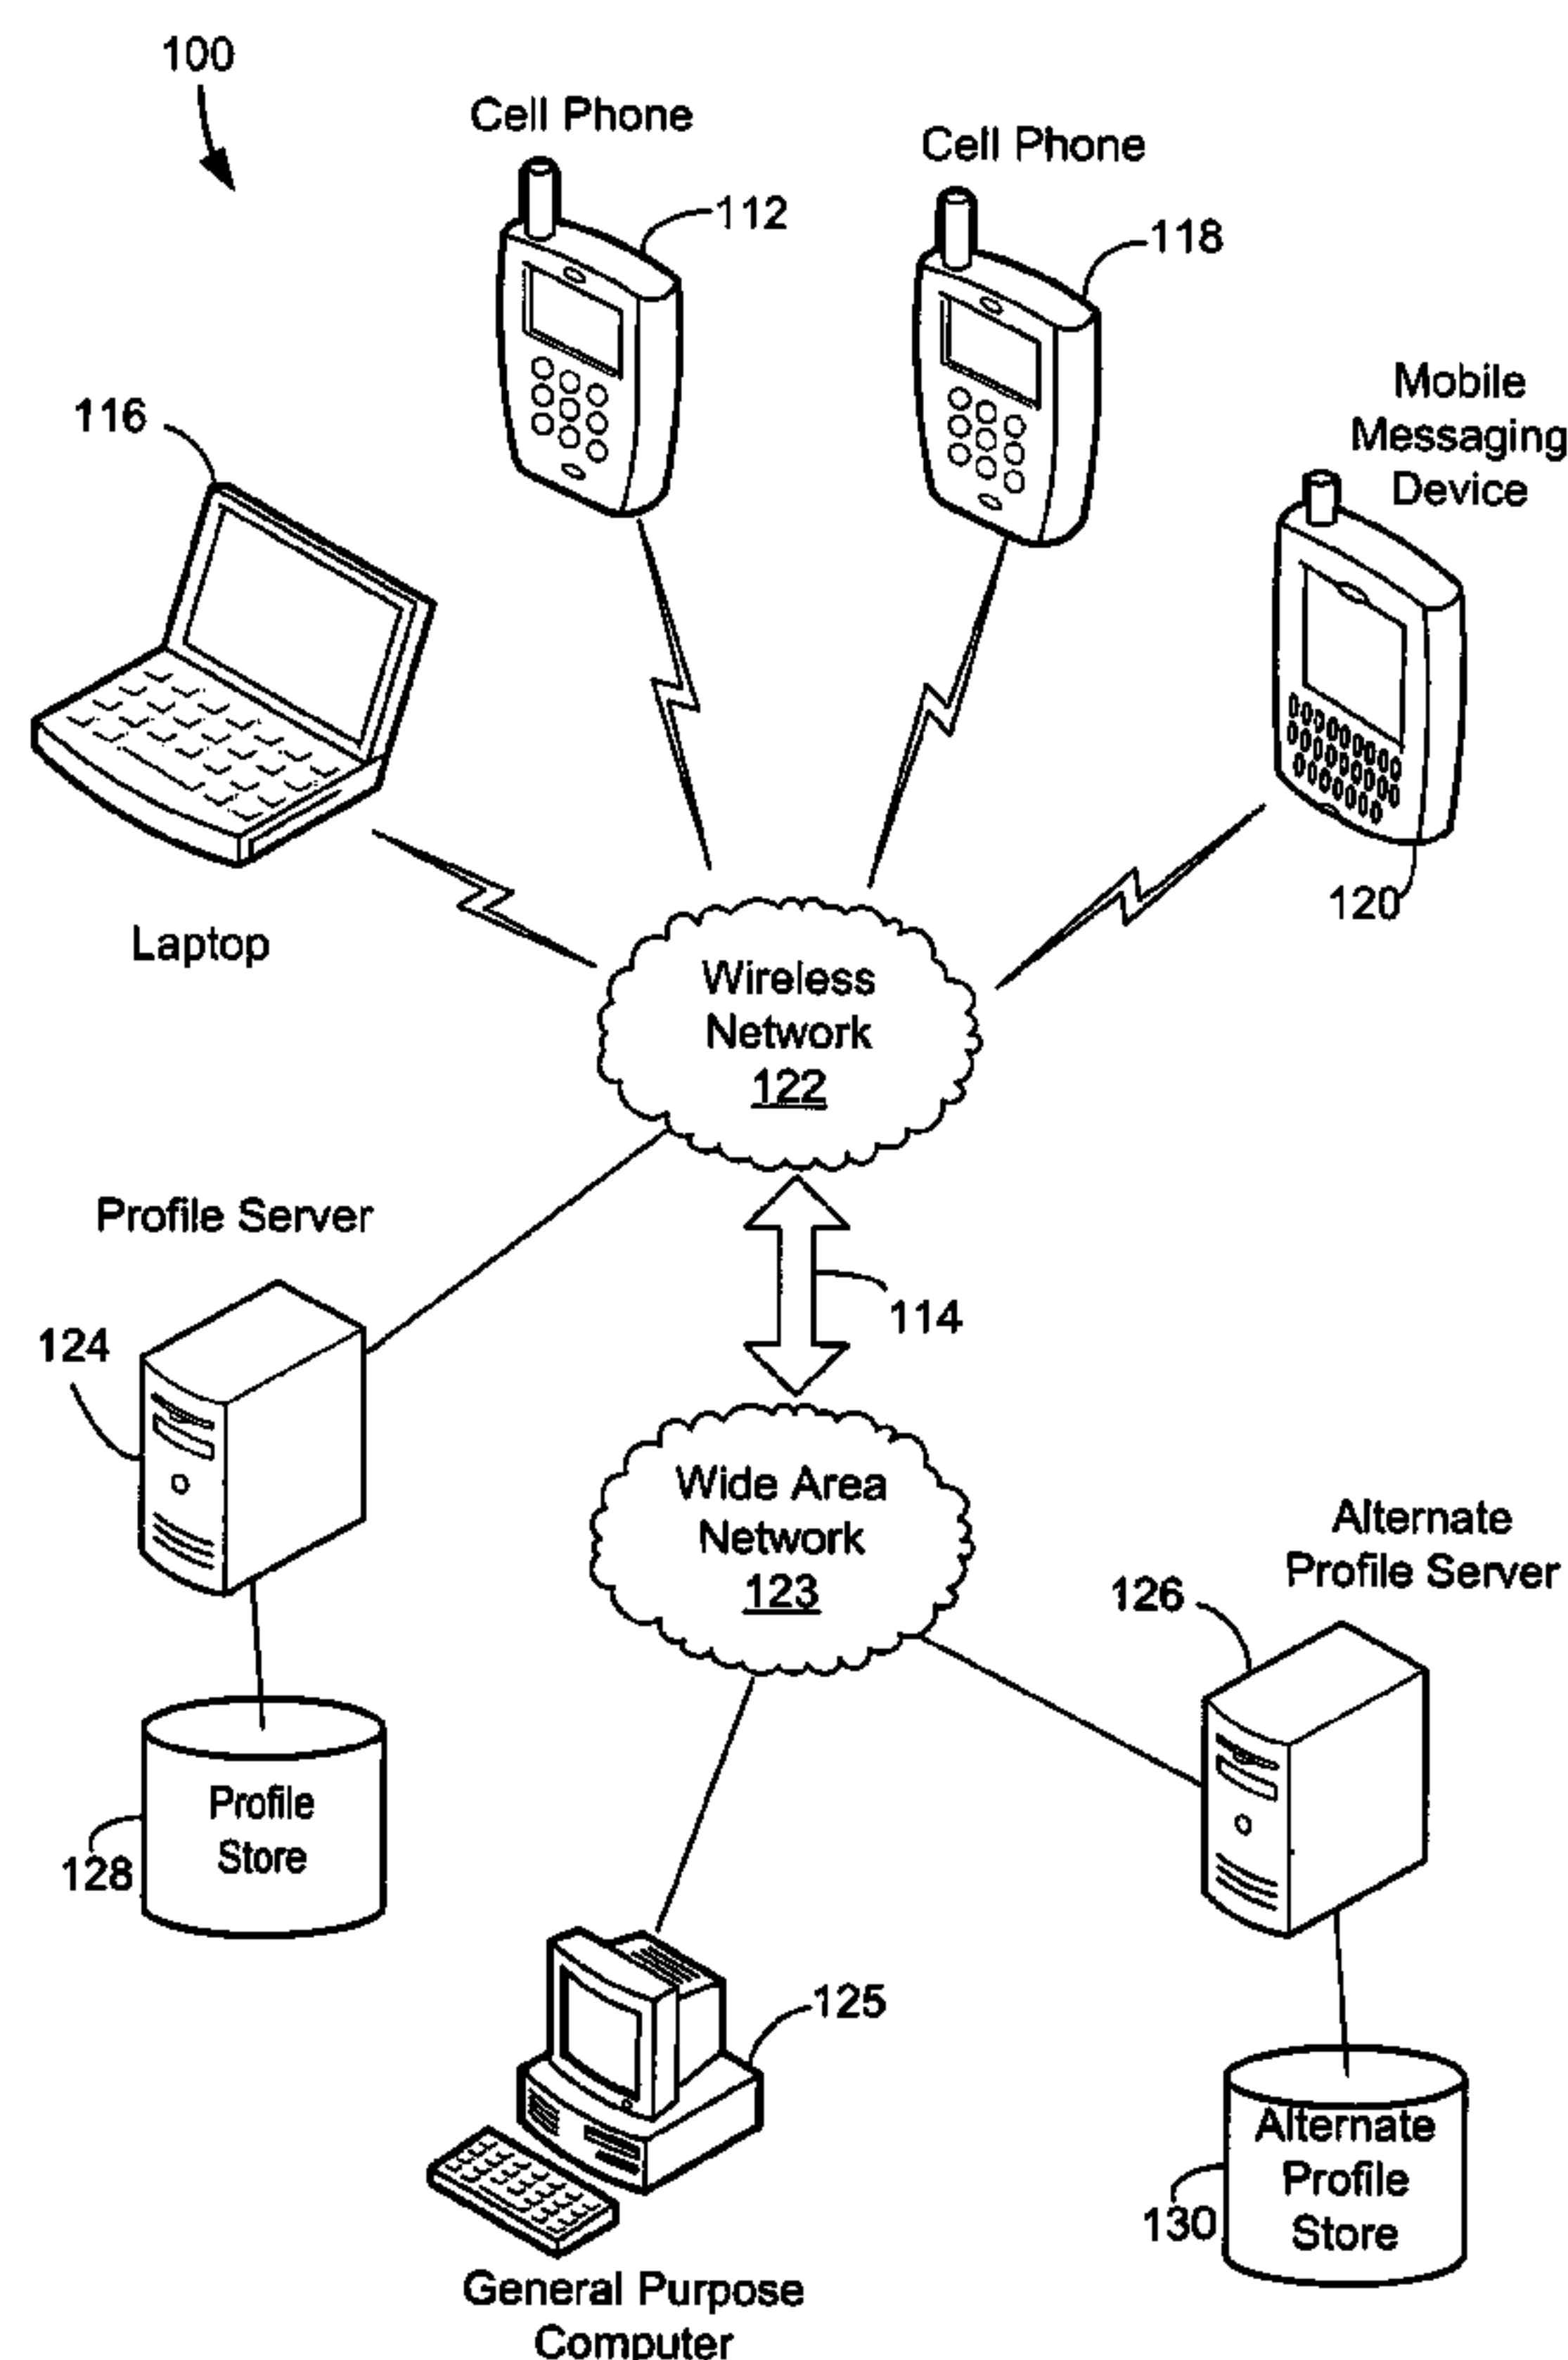 100
Cell Phone
Cell Phone
112
118
Mobile
Messaging
Device
116
120
Laptop
Wireless
Network
122
Profile Server
114
124
Wide Area
Network
123
Alternate
Profile Server
126
Profile
Store
128
125
Alternate
Profile
Store
130
General Purpose
Computer